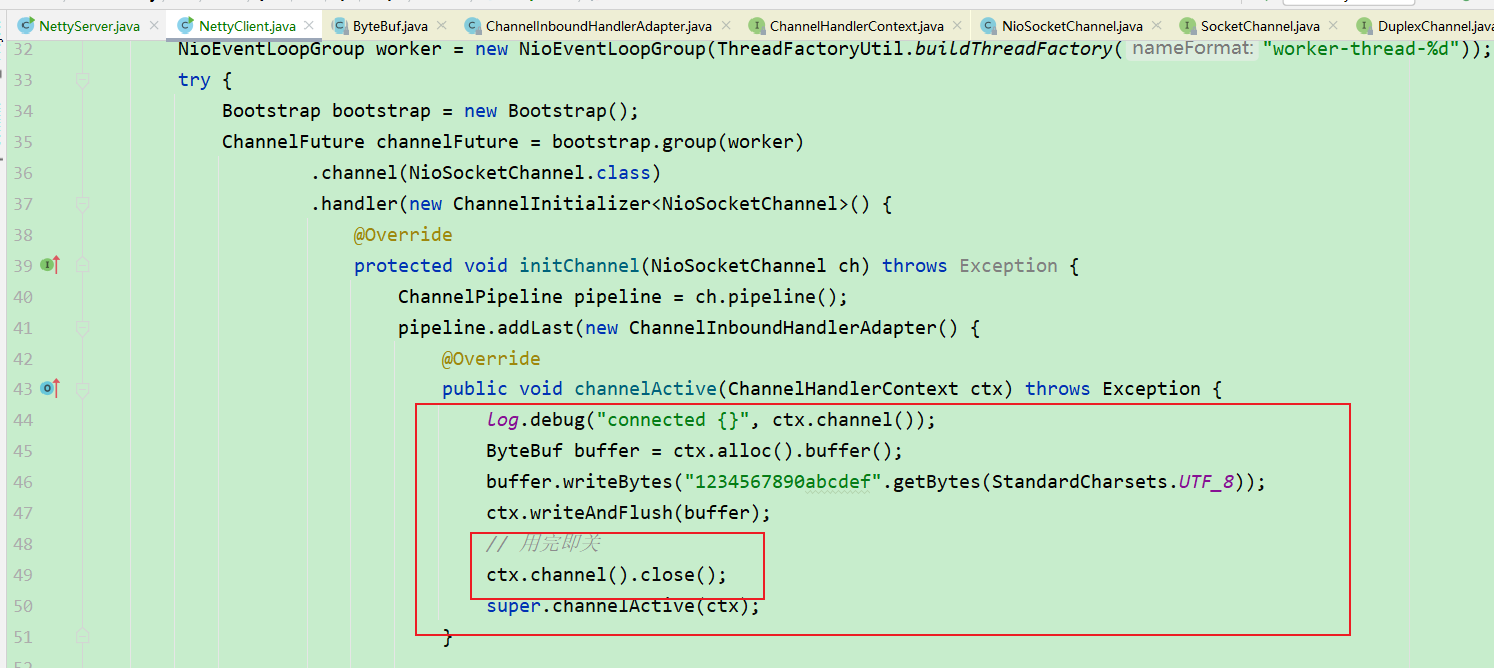 NettyServer.java NettyClient.java ByteBuf.java ChannelInboundHandlerAdapter.java ChannelHandlerContext.java NioSocketChannel.java SocketChannel.java DuplexChannel.java
32 NioEventLoopGroup worker = new NioEventLoopGroup(ThreadFactoryUtil.buildThreadFactory( nameFormat: "worker-thread-%d"));
33 try {
34 Bootstrap bootstrap = new Bootstrap();
35 ChannelFuture channelFuture = bootstrap.group(worker)
36 .channel(NioSocketChannel.class)
37 .handler(new ChannelInitializer<NioSocketChannel>() {
38 @Override
39 protected void initChannel(NioSocketChannel ch) throws Exception {
40 ChannelPipeline pipeline = ch.pipeline();
41 pipeline.addLast(new ChannelInboundHandlerAdapter() {
42 @Override
43 public void channelActive(ChannelHandlerContext ctx) throws Exception {
44 log.debug("connected {}", ctx.channel());
45 ByteBuf buffer = ctx.alloc().buffer();
46 buffer.writeBytes("1234567890abcdef".getBytes(StandardCharsets.UTF_8));
47 ctx.writeAndFlush(buffer);
48 // 用完即关
49 ctx.channel().close();
50 super.channelActive(ctx);
51 }